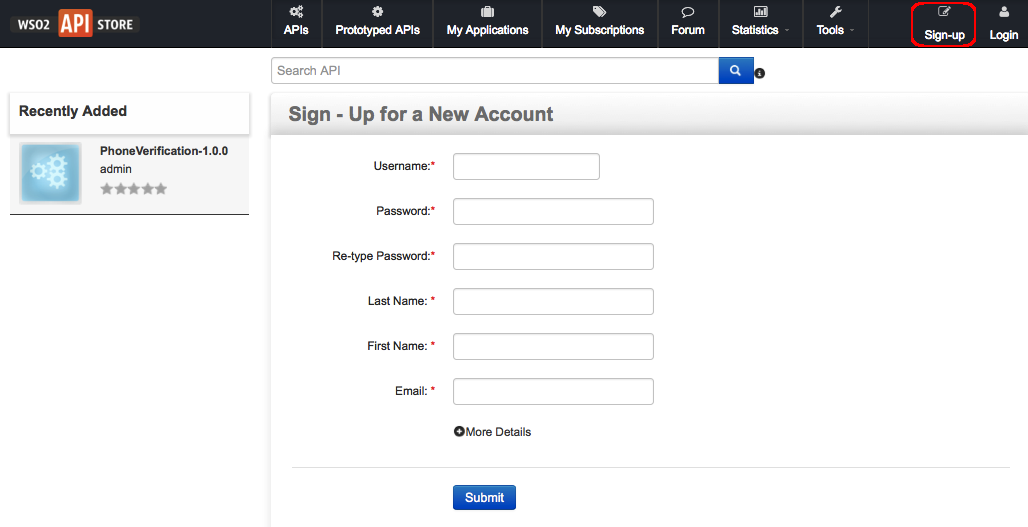 WSO2 API STORE
APIs
Prototyped APIs
My Applications
My Subscriptions
Forum
Statistics
Tools
Sign-up
Login
Search API
Recently Added
PhoneVerification-1.0.0
admin
Sign - Up for a New Account
Username:*
Password:*
Re-type Password:*
Last Name: *
First Name: *
Email: *
More Details
Submit